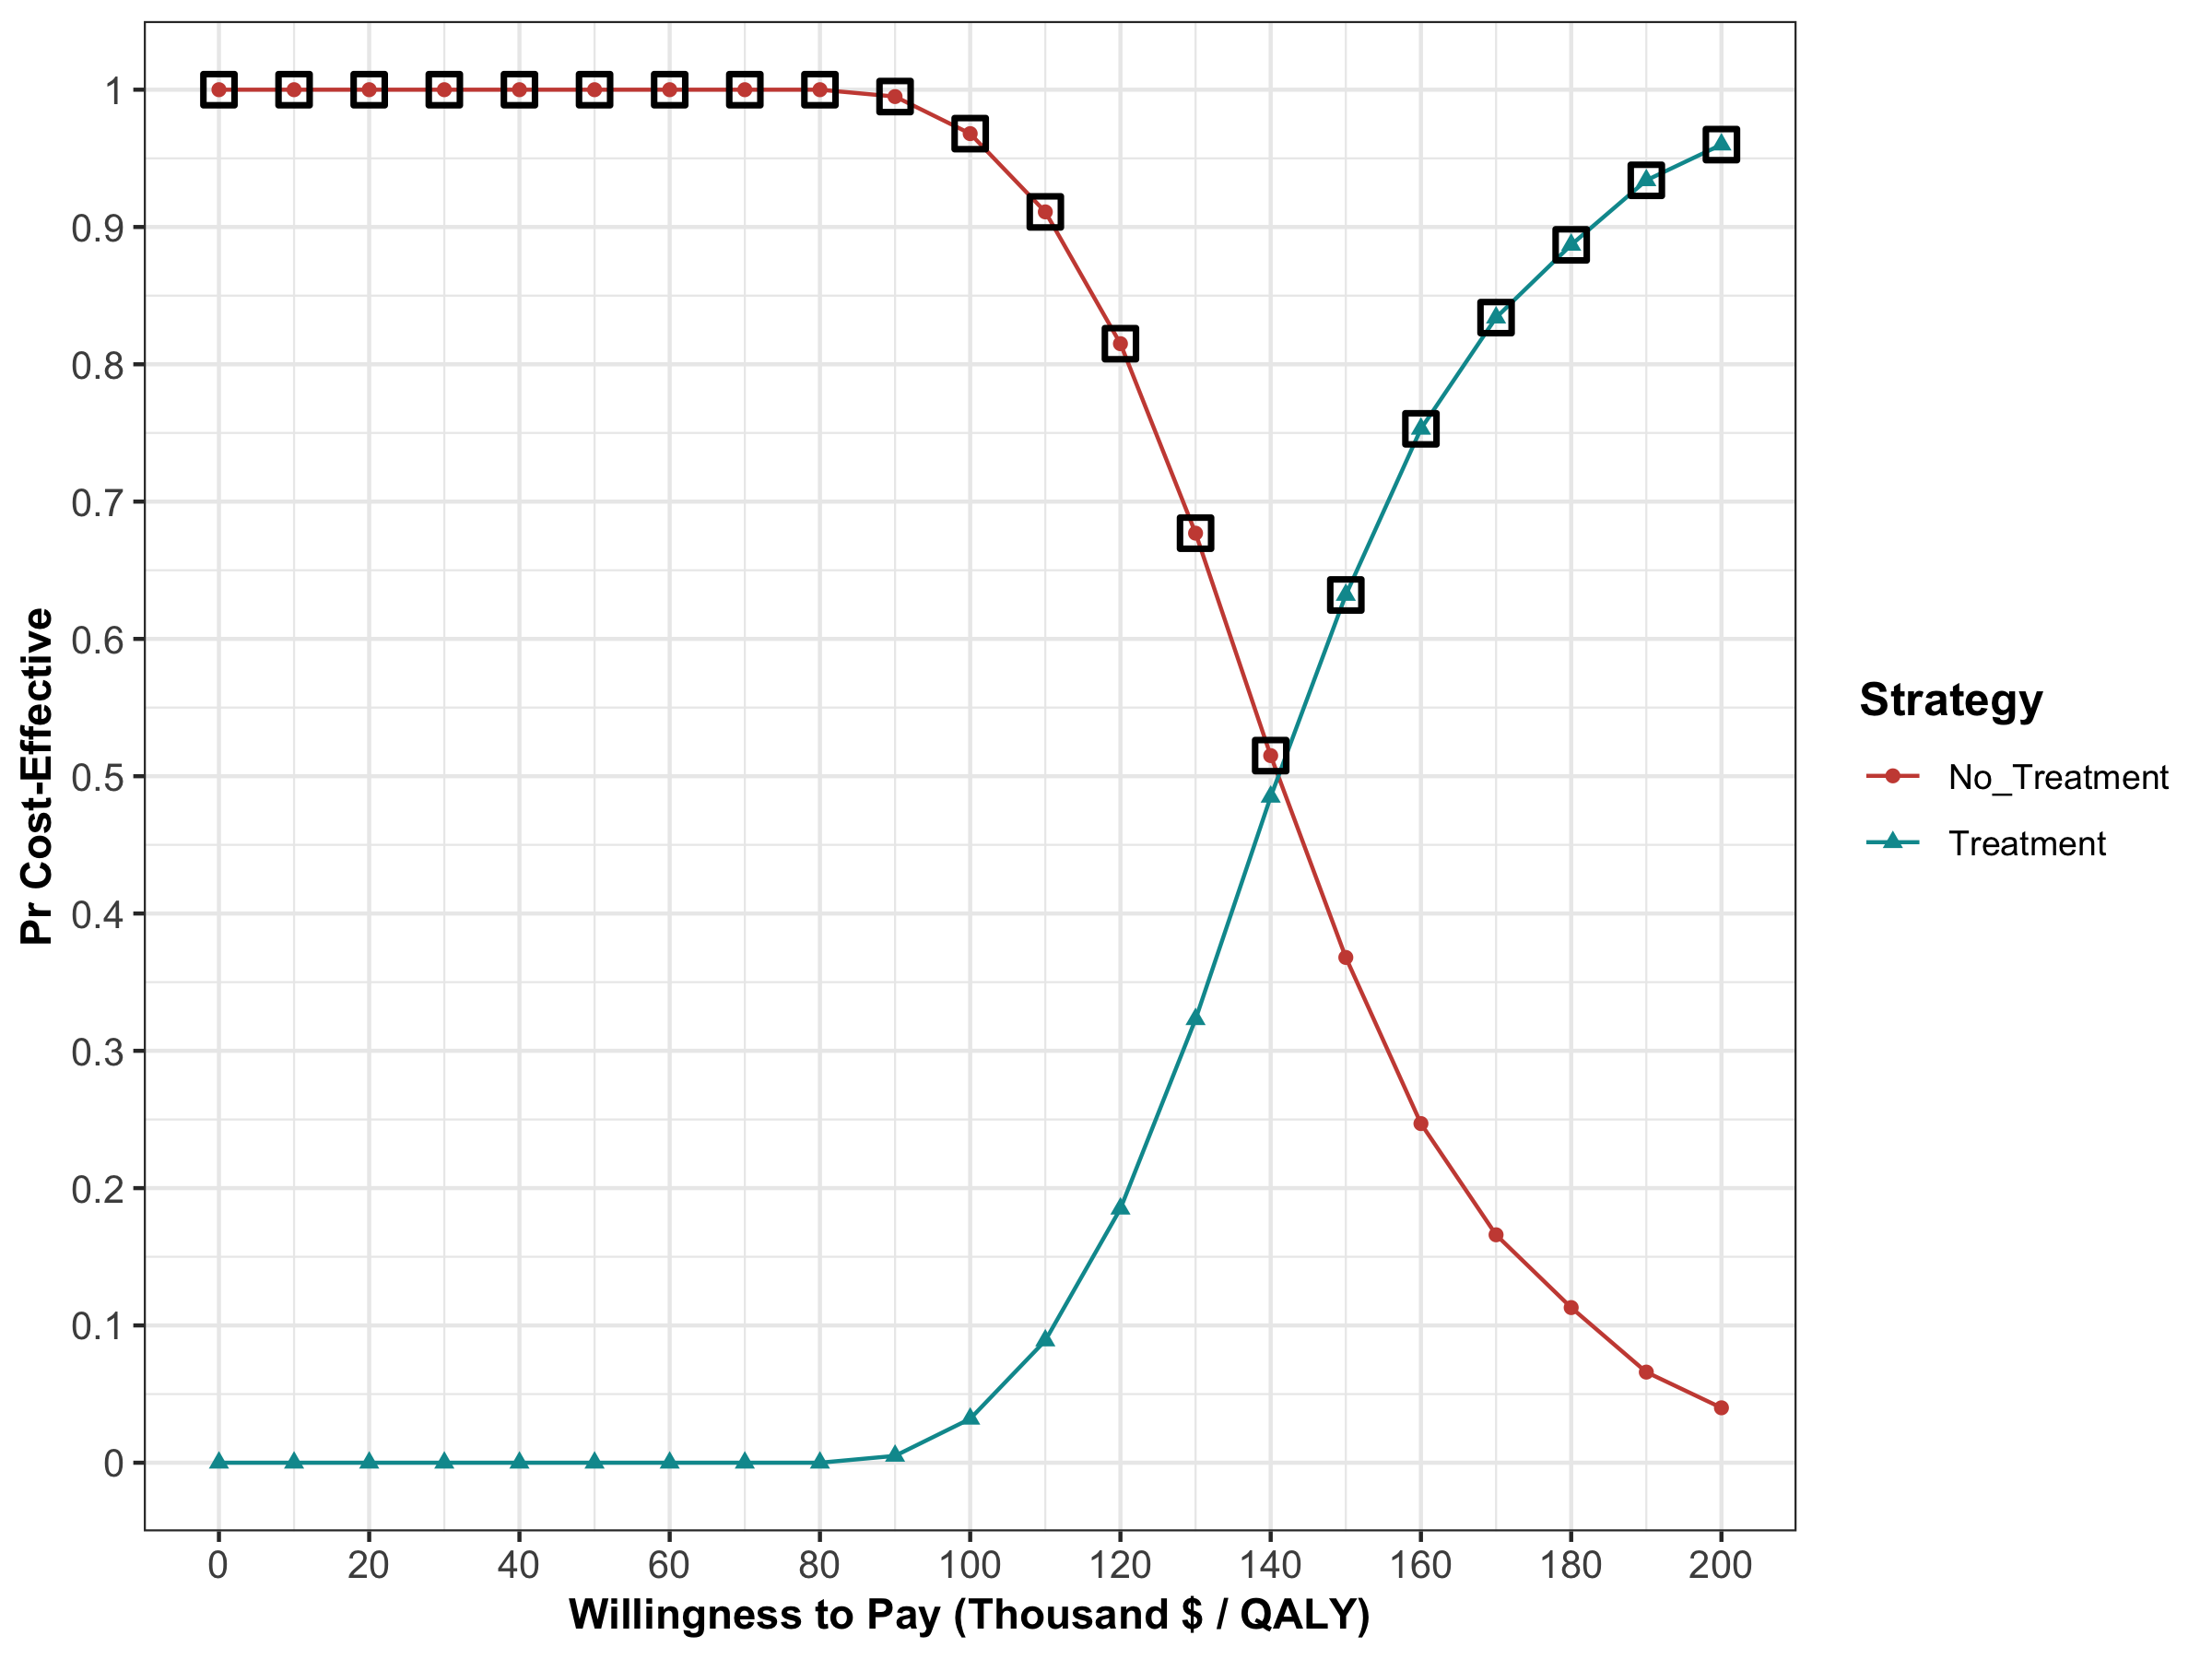 1
0.9
0.8
0.7
0.6
0.5
0.4
0.3
0.2
0.1
0
Pr Cost-Effective
0 20 40 60 80 100 120 140 160 180 200
Willingness to Pay (Thousand $ / QALY)
Strategy
No_Treatment
Treatment